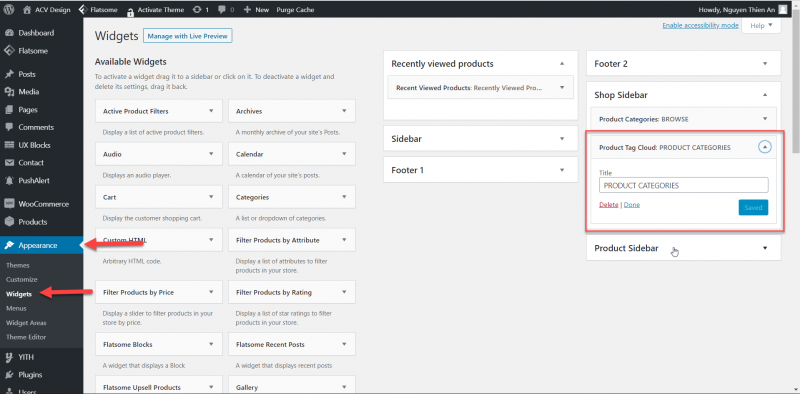 ACV Design
Flatsome
Activate Theme
1
0
New
Purge Cache
Howdy, Nguyen Thien An
Dashboard
Flatsome
Posts
Media
Pages
Comments
UX Blocks
Contact
PushAlert
WooCommerce
Products
Appearance
Themes
Customize
Widgets
Menus
Widget Areas
Theme Editor
YITH
Plugins
Users
Widgets
Manage with Live Preview
Enable accessibility mode
Help
Available Widgets
To activate a widget drag it to a sidebar or click on it. To deactivate a widget and
delete its settings, drag it back.
Active Product Filters
Archives
Display a list of active product filters.
A monthly archive of your site's Posts.
Audio
Calendar
Displays an audio player.
A calendar of your site's posts.
Cart
Categories
Display the customer shopping cart.
A list or dropdown of categories.
Custom HTML
Filter Products by Attribute
Arbitrary HTML code.
Display a list of attributes to filter
products in your store.
Filter Products by Price
Filter Products by Rating
Display a slider to filter products in your
store by price.
Display a list of star ratings to filter
products in your store.
Flatsome Blocks
Flatsome Recent Posts
A widget that displays a Block
A widget that displays recent posts
Flatsome Upsell Products
Gallery
Recently viewed products
Recent Viewed Products: Recently Viewed Pro...
Sidebar
Footer 1
Footer 2
Shop Sidebar
Product Categories: BROWSE
Product Tag Cloud: PRODUCT CATEGORIES
Title
PRODUCT CATEGORIES
Delete | Done
Saved
Product Sidebar